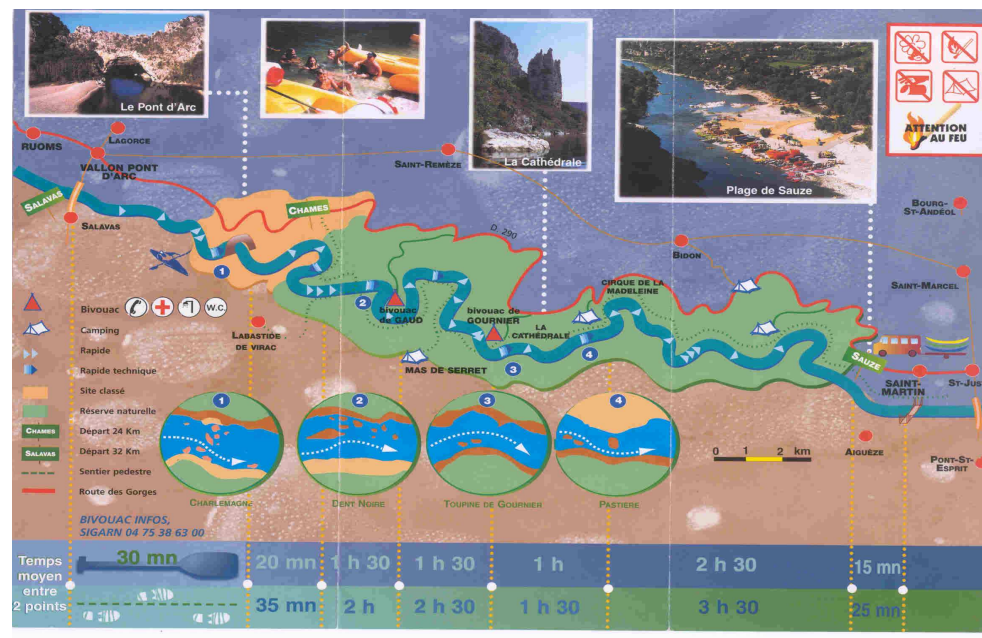 Le Pont d'Arc
La Cathédrale
Plage de Sauze
ATTENTION
AU FEU
RUOMS
LAGORCE
VALLON PONT
D'ARC
SAINT-REMÈZE
SALAVAS
SALAVAS
CHAMES
D. 290
BOURG-
ST-ANDÉOL
BIDON
SAINT-MARCEL
1
2
bivouac
de GAUD
bivouac de
GOURNIER
LA
CATHÉDRALE
CIRQUE DE LA
MADELEINE
3
4
MAS DE SERRET
LABASTIDE
DE VIRAC
SAUZE
SAINT-
MARTIN
ST-JUS
AIGUÈZE
PONT-ST-
ESPRIT
Bivouac
W.C.
Camping
Rapide
Rapide technique
Site classé
Réserve naturelle
CHAMES
Départ 24 Km
SALAVAS
Départ 32 Km
Sentier pedestre
Route des Gorges
1
CHARLEMAGNE
2
DENT NOIRE
3
TOUPINE DE GOURNIER
4
PASTIERE
0 1 2 km
BIVOUAC INFOS,
SIGARN 04 75 38 63 00
Temps
moyen
entre
2 points
30 mn 20 mn 1 h 30 1 h 30 1 h 2 h 30 15 mn
35 mn 2 h 2 h 30 1 h 30 3 h 30 25 mn